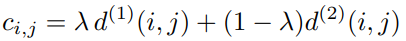 c_{i,j} = λ d^{(1)}(i, j) + (1 − λ)d^{(2)}(i, j)